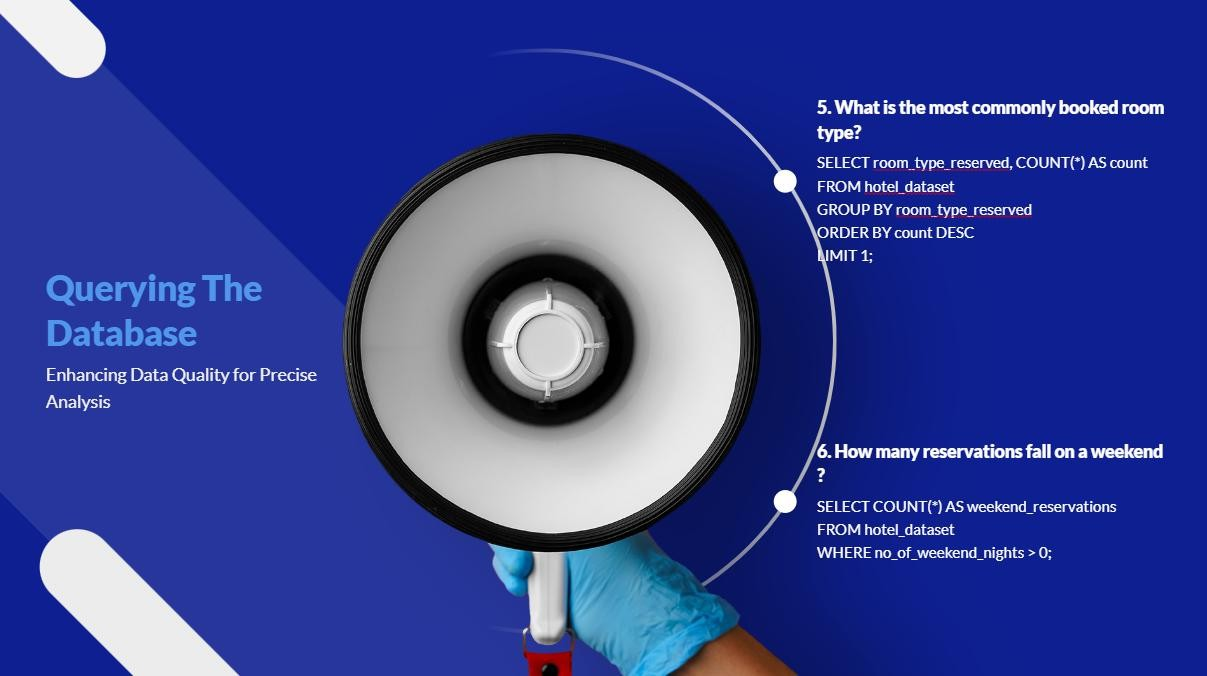 Querying The
Database
Enhancing Data Quality for Precise
Analysis
5. What is the most commonly booked room
type?
SELECT room_type_reserved, COUNT(*) AS count
FROM hotel_dataset
GROUP BY room_type_reserved
ORDER BY count DESC
LIMIT 1;
6. How many reservations fall on a weekend
?
SELECT COUNT(*) AS weekend_reservations
FROM hotel_dataset
WHERE no_of_weekend_nights > 0;